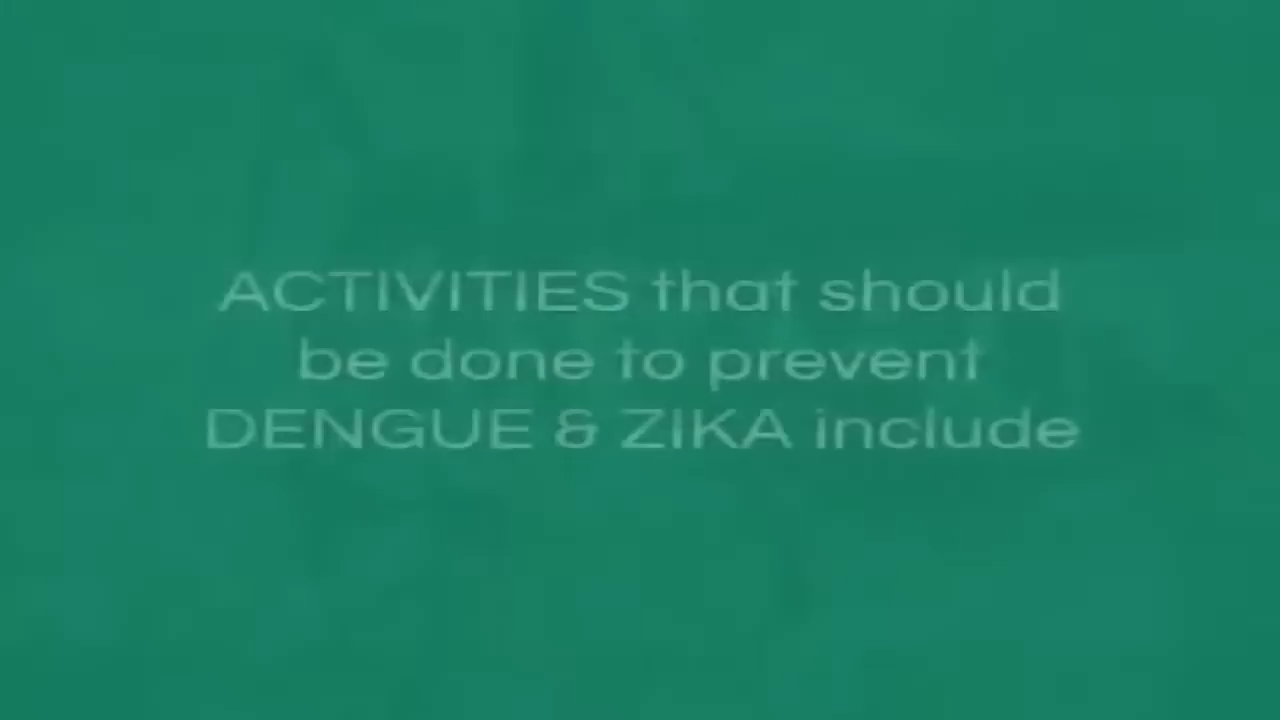 ACTIVITIES that should
be done to prevent
DENGUE & ZIKA include